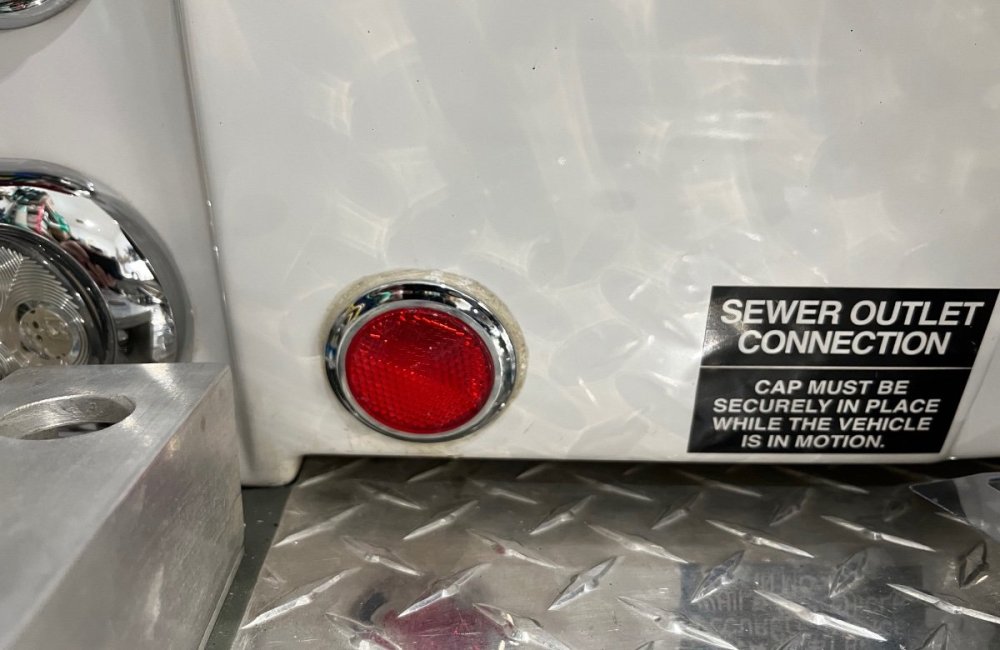 SEWER OUTLET
CONNECTION
CAP MUST BE
SECURELY IN PLACE
WHILE THE VEHICLE
IS IN MOTION.